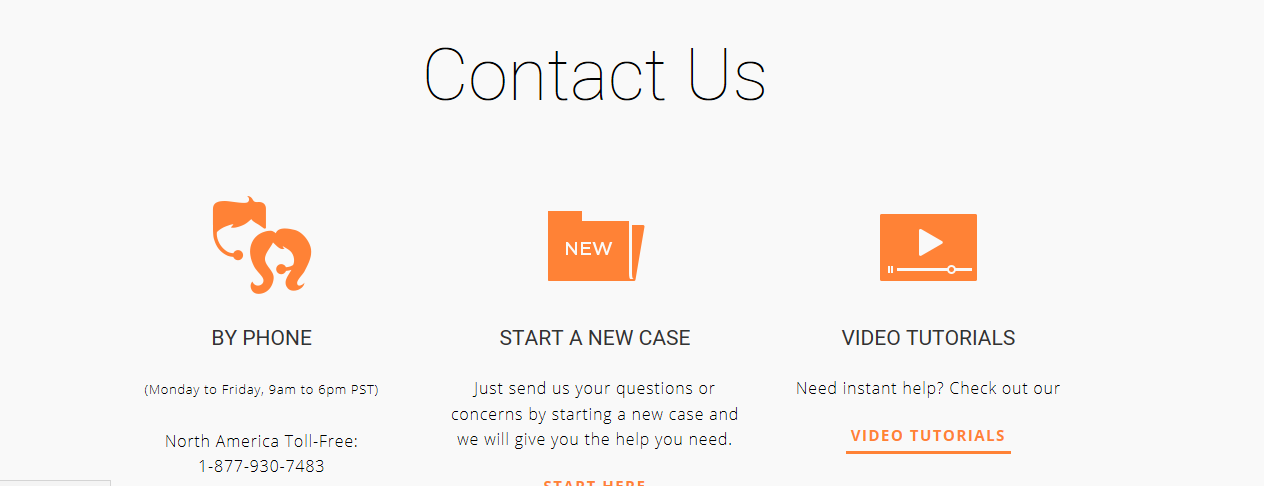 Contact Us
NEW
BY PHONE
(Monday to Friday, 9am to 6pm PST)
North America Toll-Free:
1-877-930-7483
START A NEW CASE
Just send us your questions or
concerns by starting a new case and
we will give you the help you need.
START HERE
VIDEO TUTORIALS
Need instant help? Check out our
VIDEO TUTORIALS